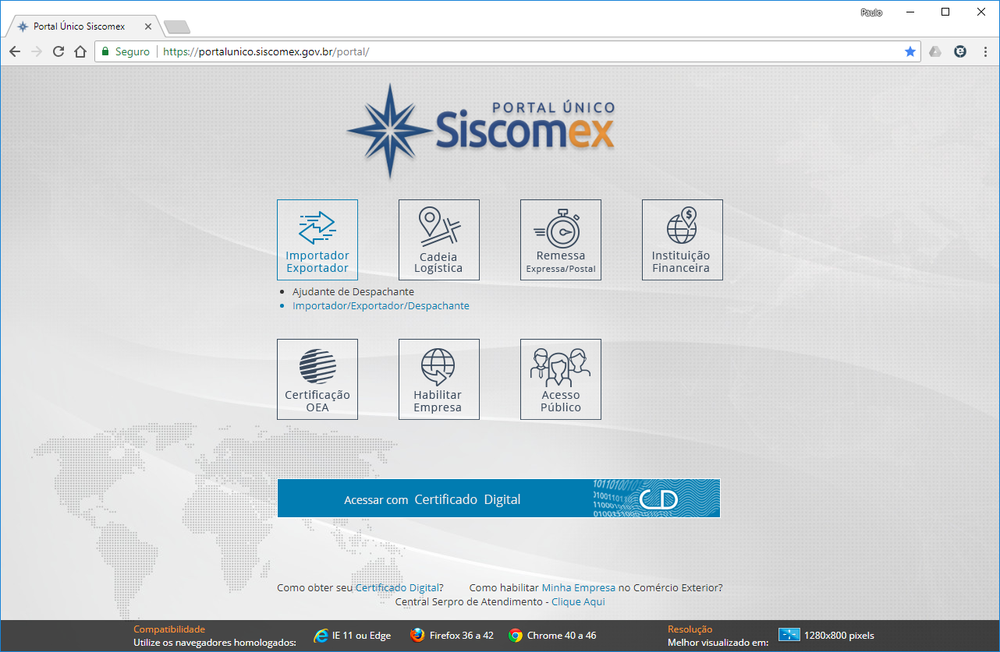 Paulo
Portal Único Siscomex
Seguro https://portalunico.siscomex.gov.br/portal/
PORTAL ÚNICO
Siscomex
Importador
Exportador
Cadeia
Logística
Remessa
Expressa/Postal
$
Instituição
Financeira
Ajudante de Despachante
Importador/Exportador/Despachante
Certificação
OEA
Habilitar
Empresa
Acesso
Público
Acessar com Certificado Digital
CD
Como obter seu Certificado Digital? Como habilitar Minha Empresa no Comércio Exterior?
Central Serpro de Atendimento - Clique Aqui
Compatibilidade
Utilize os navegadores homologados:
IE 11 ou Edge
Firefox 36 a 42
Chrome 40 a 46
Resolução
Melhor visualizado em:
1280x800 pixels